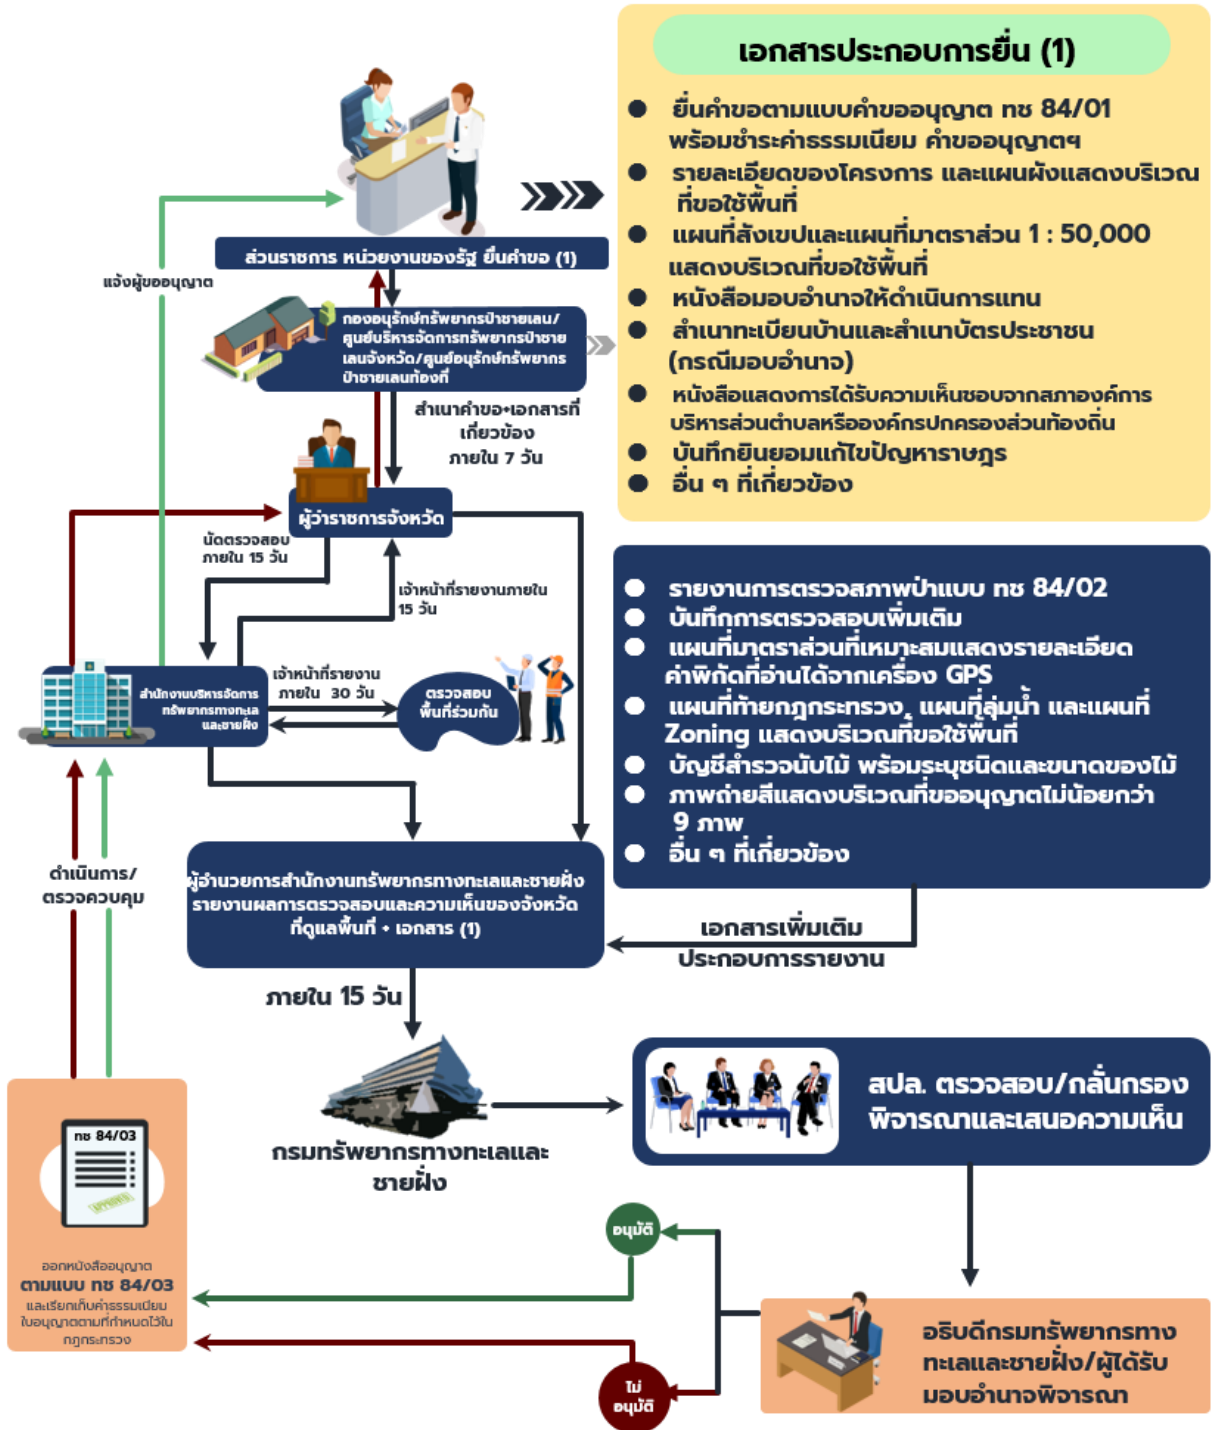 เอกสารประกอบการยื่น (1)
ยื่นคำขอตามแบบคำขออนุญาต ทช 84/01
พร้อมชำระค่าธรรมเนียม คำขออนุญาตฯ
รายละเอียดของโครงการ และแผนผังแสดงบริเวณ
ที่ขอใช้พื้นที่
แผนที่สังเขปและแผนที่มาตราส่วน 1 : 50,000
แสดงบริเวณที่ขอใช้พื้นที่
หนังสือมอบอำนาจให้ดำเนินการแทน
สำเนาทะเบียนบ้านและสำเนาบัตรประชาชน
(กรณีมอบอำนาจ)
หนังสือแสดงการได้รับความเห็นชอบจากสภาองค์การ
บริหารส่วนตำบลหรือองค์กรปกครองส่วนท้องถิ่น
บันทึกยินยอมแก้ไขปัญหาราษฎร
อื่น ๆ ที่เกี่ยวข้อง
ส่วนราชการ หน่วยงานของรัฐ ยื่นคำขอ (1)
แจ้งผู้ขออนุญาต
กองอนุรักษ์ทรัพยากรป่าชายเลน/
ศูนย์บริหารจัดการทรัพยากรป่าชาย
เลนจังหวัด/ศูนย์อนุรักษ์ทรัพยากร
ป่าชายเลนท้องที่
สำเนาคำขอ+เอกสารที่
เกี่ยวข้อง
ภายใน 7 วัน
ผู้ว่าราชการจังหวัด
นัดตรวจสอบ
ภายใน 15 วัน
เจ้าหน้าที่รายงานภายใน
15 วัน
สำนักงานบริหารจัดการ
ทรัพยากรทางทะเล
และชายฝั่ง
เจ้าหน้าที่รายงาน
ภายใน 30 วัน
ตรวจสอบ
พื้นที่ร่วมกัน
รายงานการตรวจสภาพป่าแบบ ทช 84/02
บันทึกการตรวจสอบเพิ่มเติม
แผนที่มาตราส่วนที่เหมาะสมแสดงรายละเอียด
ค่าพิกัดที่อ่านได้จากเครื่อง GPS
แผนที่ท้ายกฎกระทรวง แผนที่ลุ่มน้ำ และแผนที่
Zoning แสดงบริเวณที่ขอใช้พื้นที่
บัญชีสำรวจนับไม้ พร้อมระบุชนิดและขนาดของไม้
ภาพถ่ายสีแสดงบริเวณที่ขออนุญาตไม่น้อยกว่า
9 ภาพ
อื่น ๆ ที่เกี่ยวข้อง
ดำเนินการ/
ตรวจควบคุม
ผู้อำนวยการสำนักงานทรัพยากรทางทะเลและชายฝั่ง
รายงานผลการตรวจสอบและความเห็นของจังหวัด
ที่ดูแลพื้นที่ + เอกสาร (1)
เอกสารเพิ่มเติม
ประกอบการรายงาน
ภายใน 15 วัน
กรมทรัพยากรทางทะเลและ
ชายฝั่ง
สปล. ตรวจสอบ/กลั่นกรอง
พิจารณาและเสนอความเห็น
ทช 84/03
APPROVED
ออกหนังสืออนุญาต
ตามแบบ ทช 84/03
และเรียกเก็บค่าธรรมเนียม
ใบอนุญาตตามที่กำหนดไว้ใน
กฎกระทรวง
อนุมัติ
ไม่
อนุมัติ
อธิบดีกรมทรัพยากรทาง
ทะเลและชายฝั่ง/ผู้ได้รับ
มอบอำนาจพิจารณา